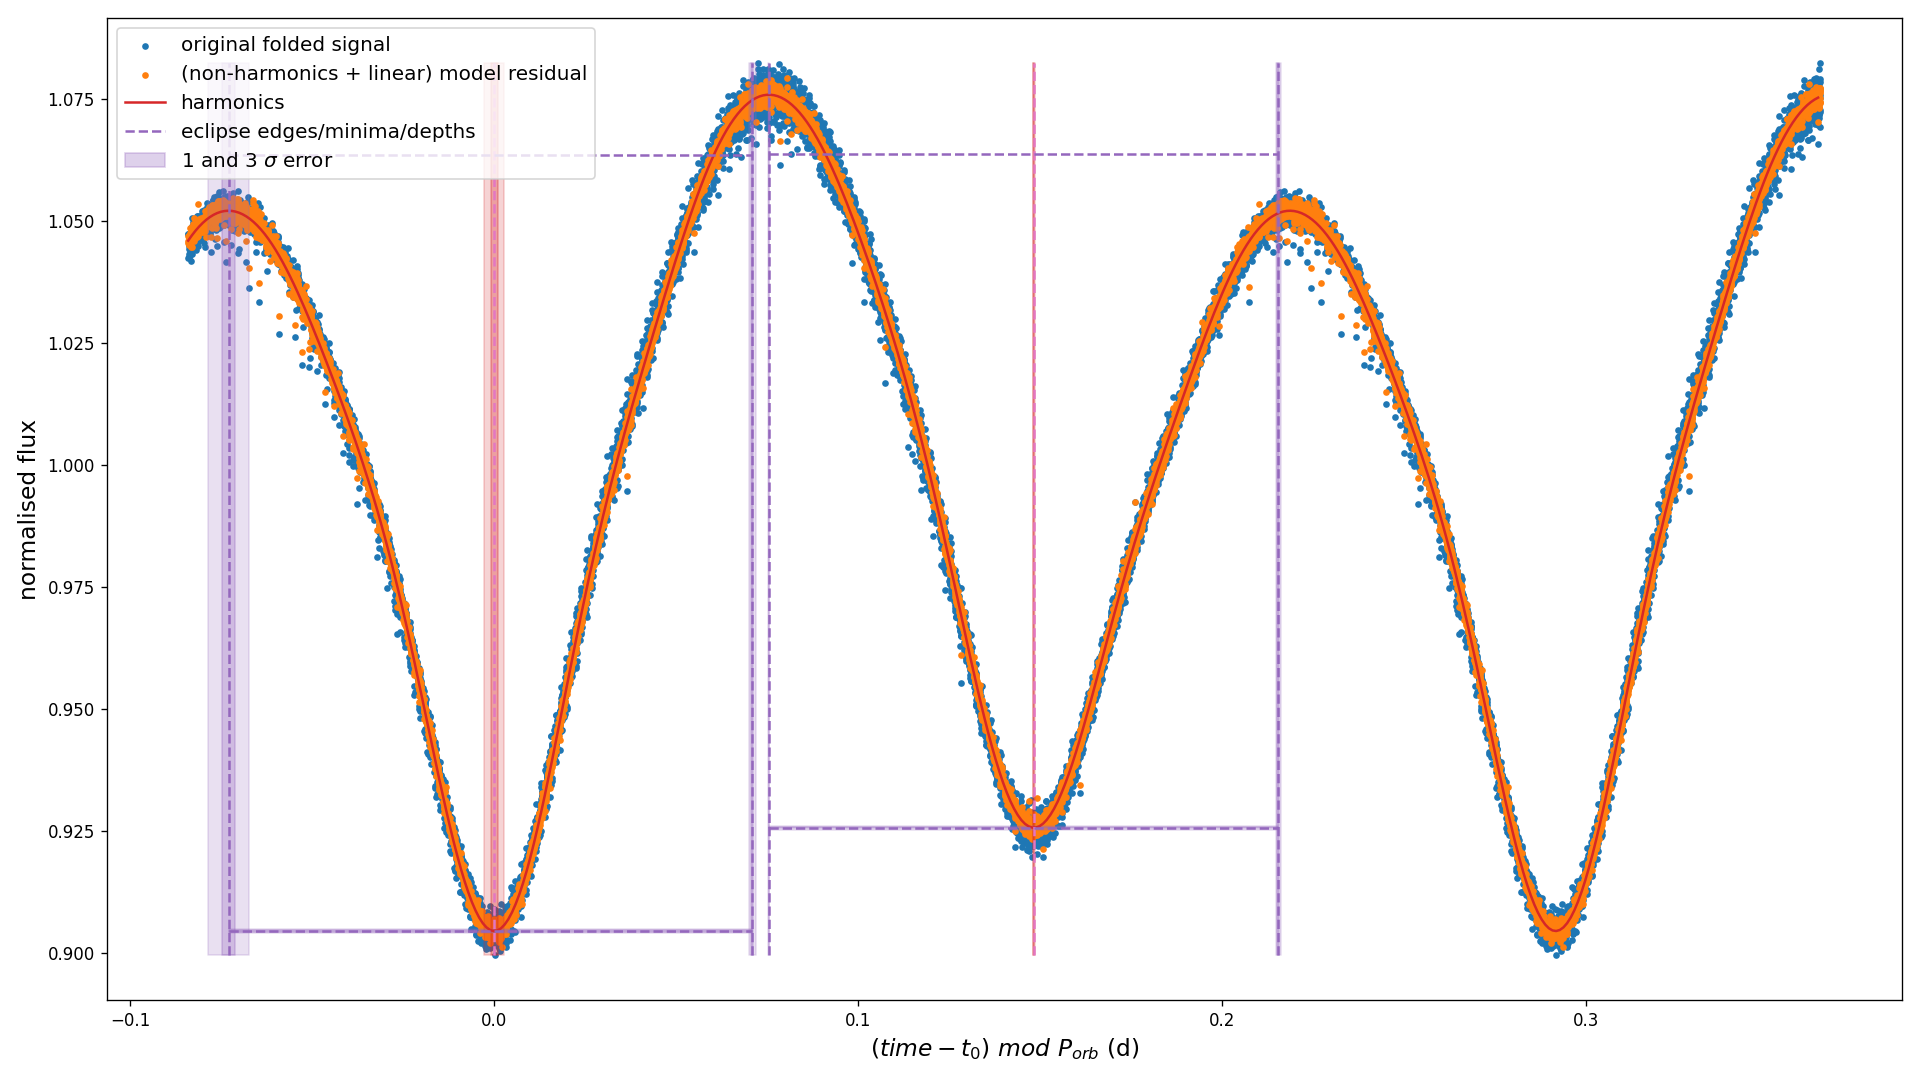 original folded signal
(non-harmonics + linear) model residual
harmonics
eclipse edges/minima/depths
1 and 3 σ error
normalised flux
1.075
1.050
1.025
1.000
0.975
0.950
0.925
0.900
−0.1
0.0
0.1
0.2
0.3
(time − t₀) mod P_orb (d)